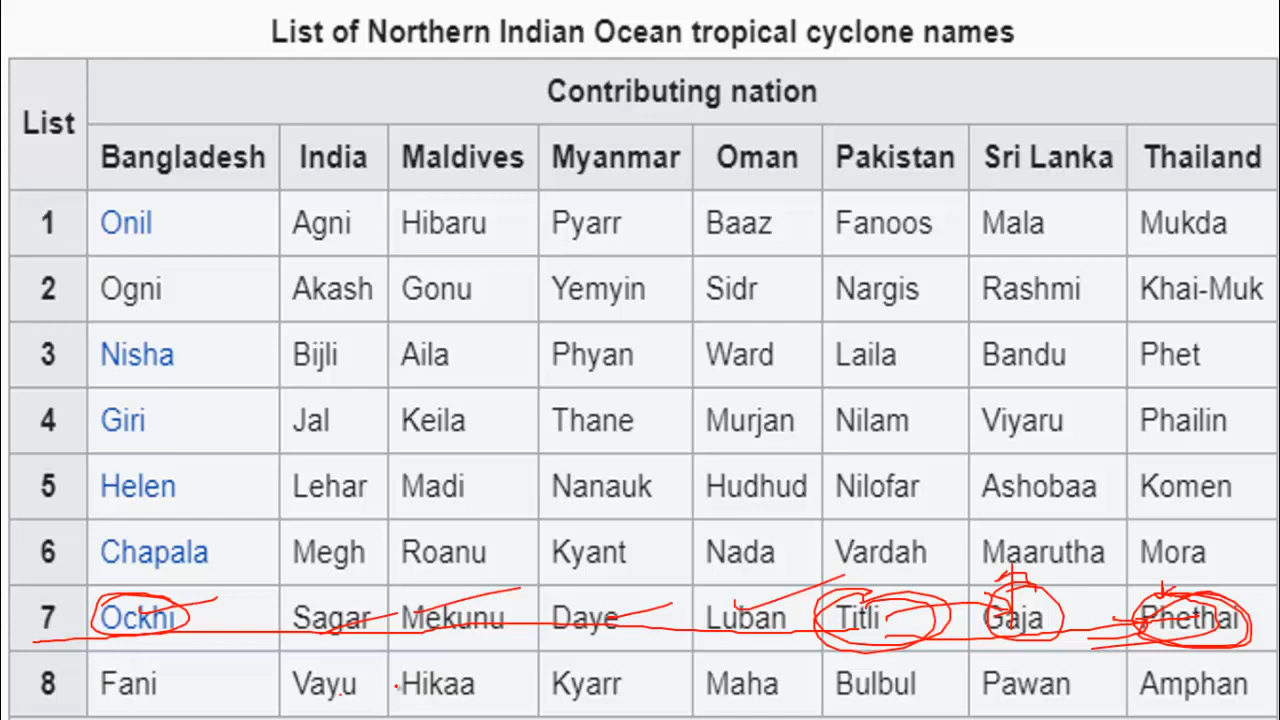 List of Northern Indian Ocean tropical cyclone names
List Contributing nation
Bangladesh India Maldives Myanmar Oman Pakistan Sri Lanka Thailand
1 Onil Agni Hibaru Pyarr Baaz Fanoos Mala Mukda
2 Ogni Akash Gonu Yemyin Sidr Nargis Rashmi Khai-Muk
3 Nisha Bijli Aila Phyan Ward Laila Bandu Phet
4 Giri Jal Keila Thane Murjan Nilam Viyaru Phailin
5 Helen Lehar Madi Nanauk Hudhud Nilofar Ashobaa Komen
6 Chapala Megh Roanu Kyant Nada Vardah Maarutha Mora
7 Ockhi Sagar Mekunu Daye Luban Titli Gaja Phethai
8 Fani Vayu Hikaa Kyarr Maha Bulbul Pawan Amphan